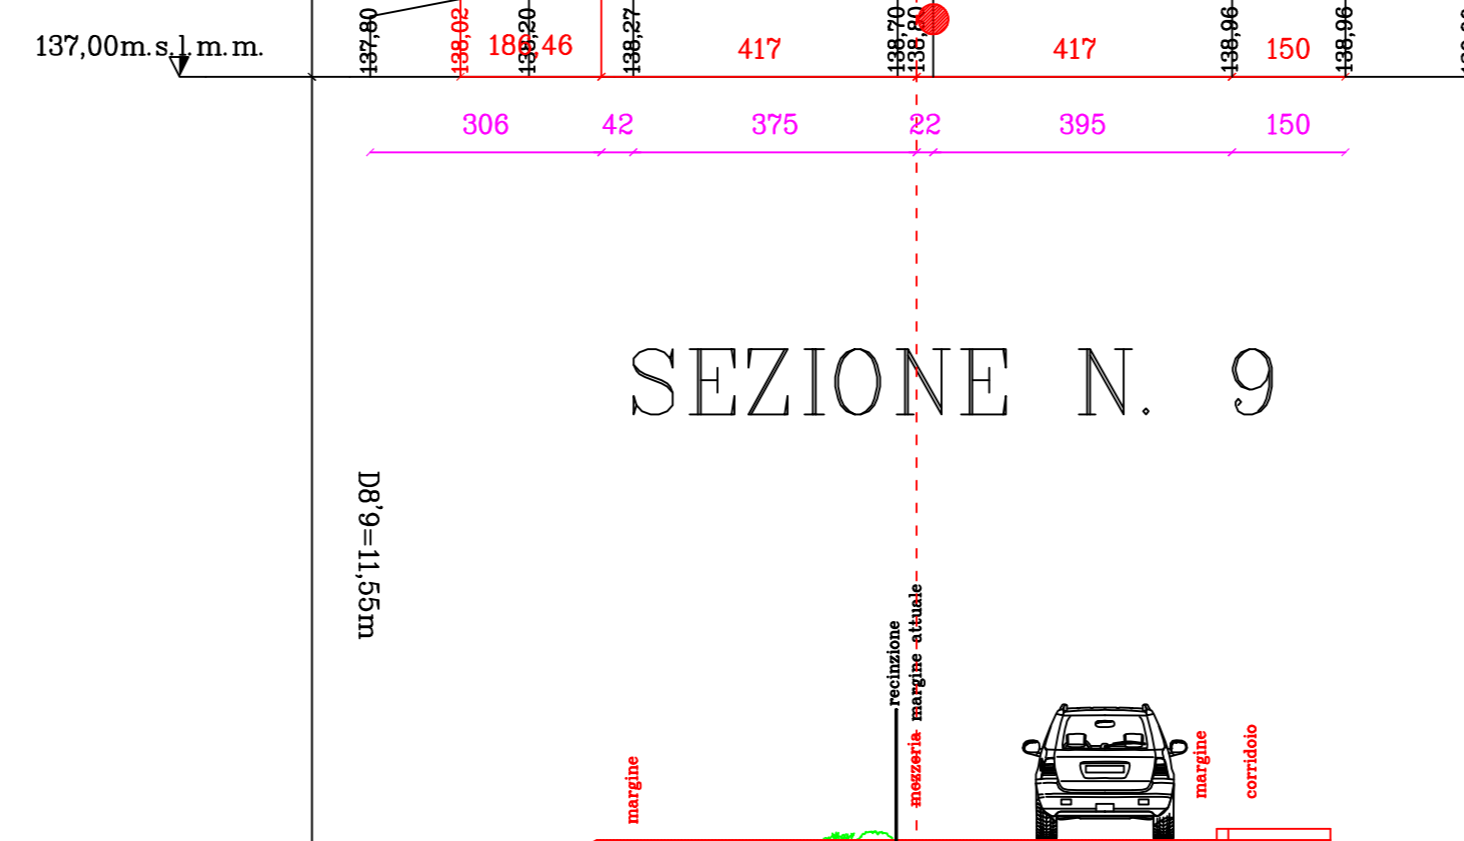 137,00m.s.l.m.m.
137,80
138,02
138,20
138,27
138,70
138,80
138,96
138,96
417
417
150
306
42
375
22
395
150
SEZIONE N. 9
D8'9=11,55m
recinzione
margine attuale
mezzeria
margine
margine
corridoio